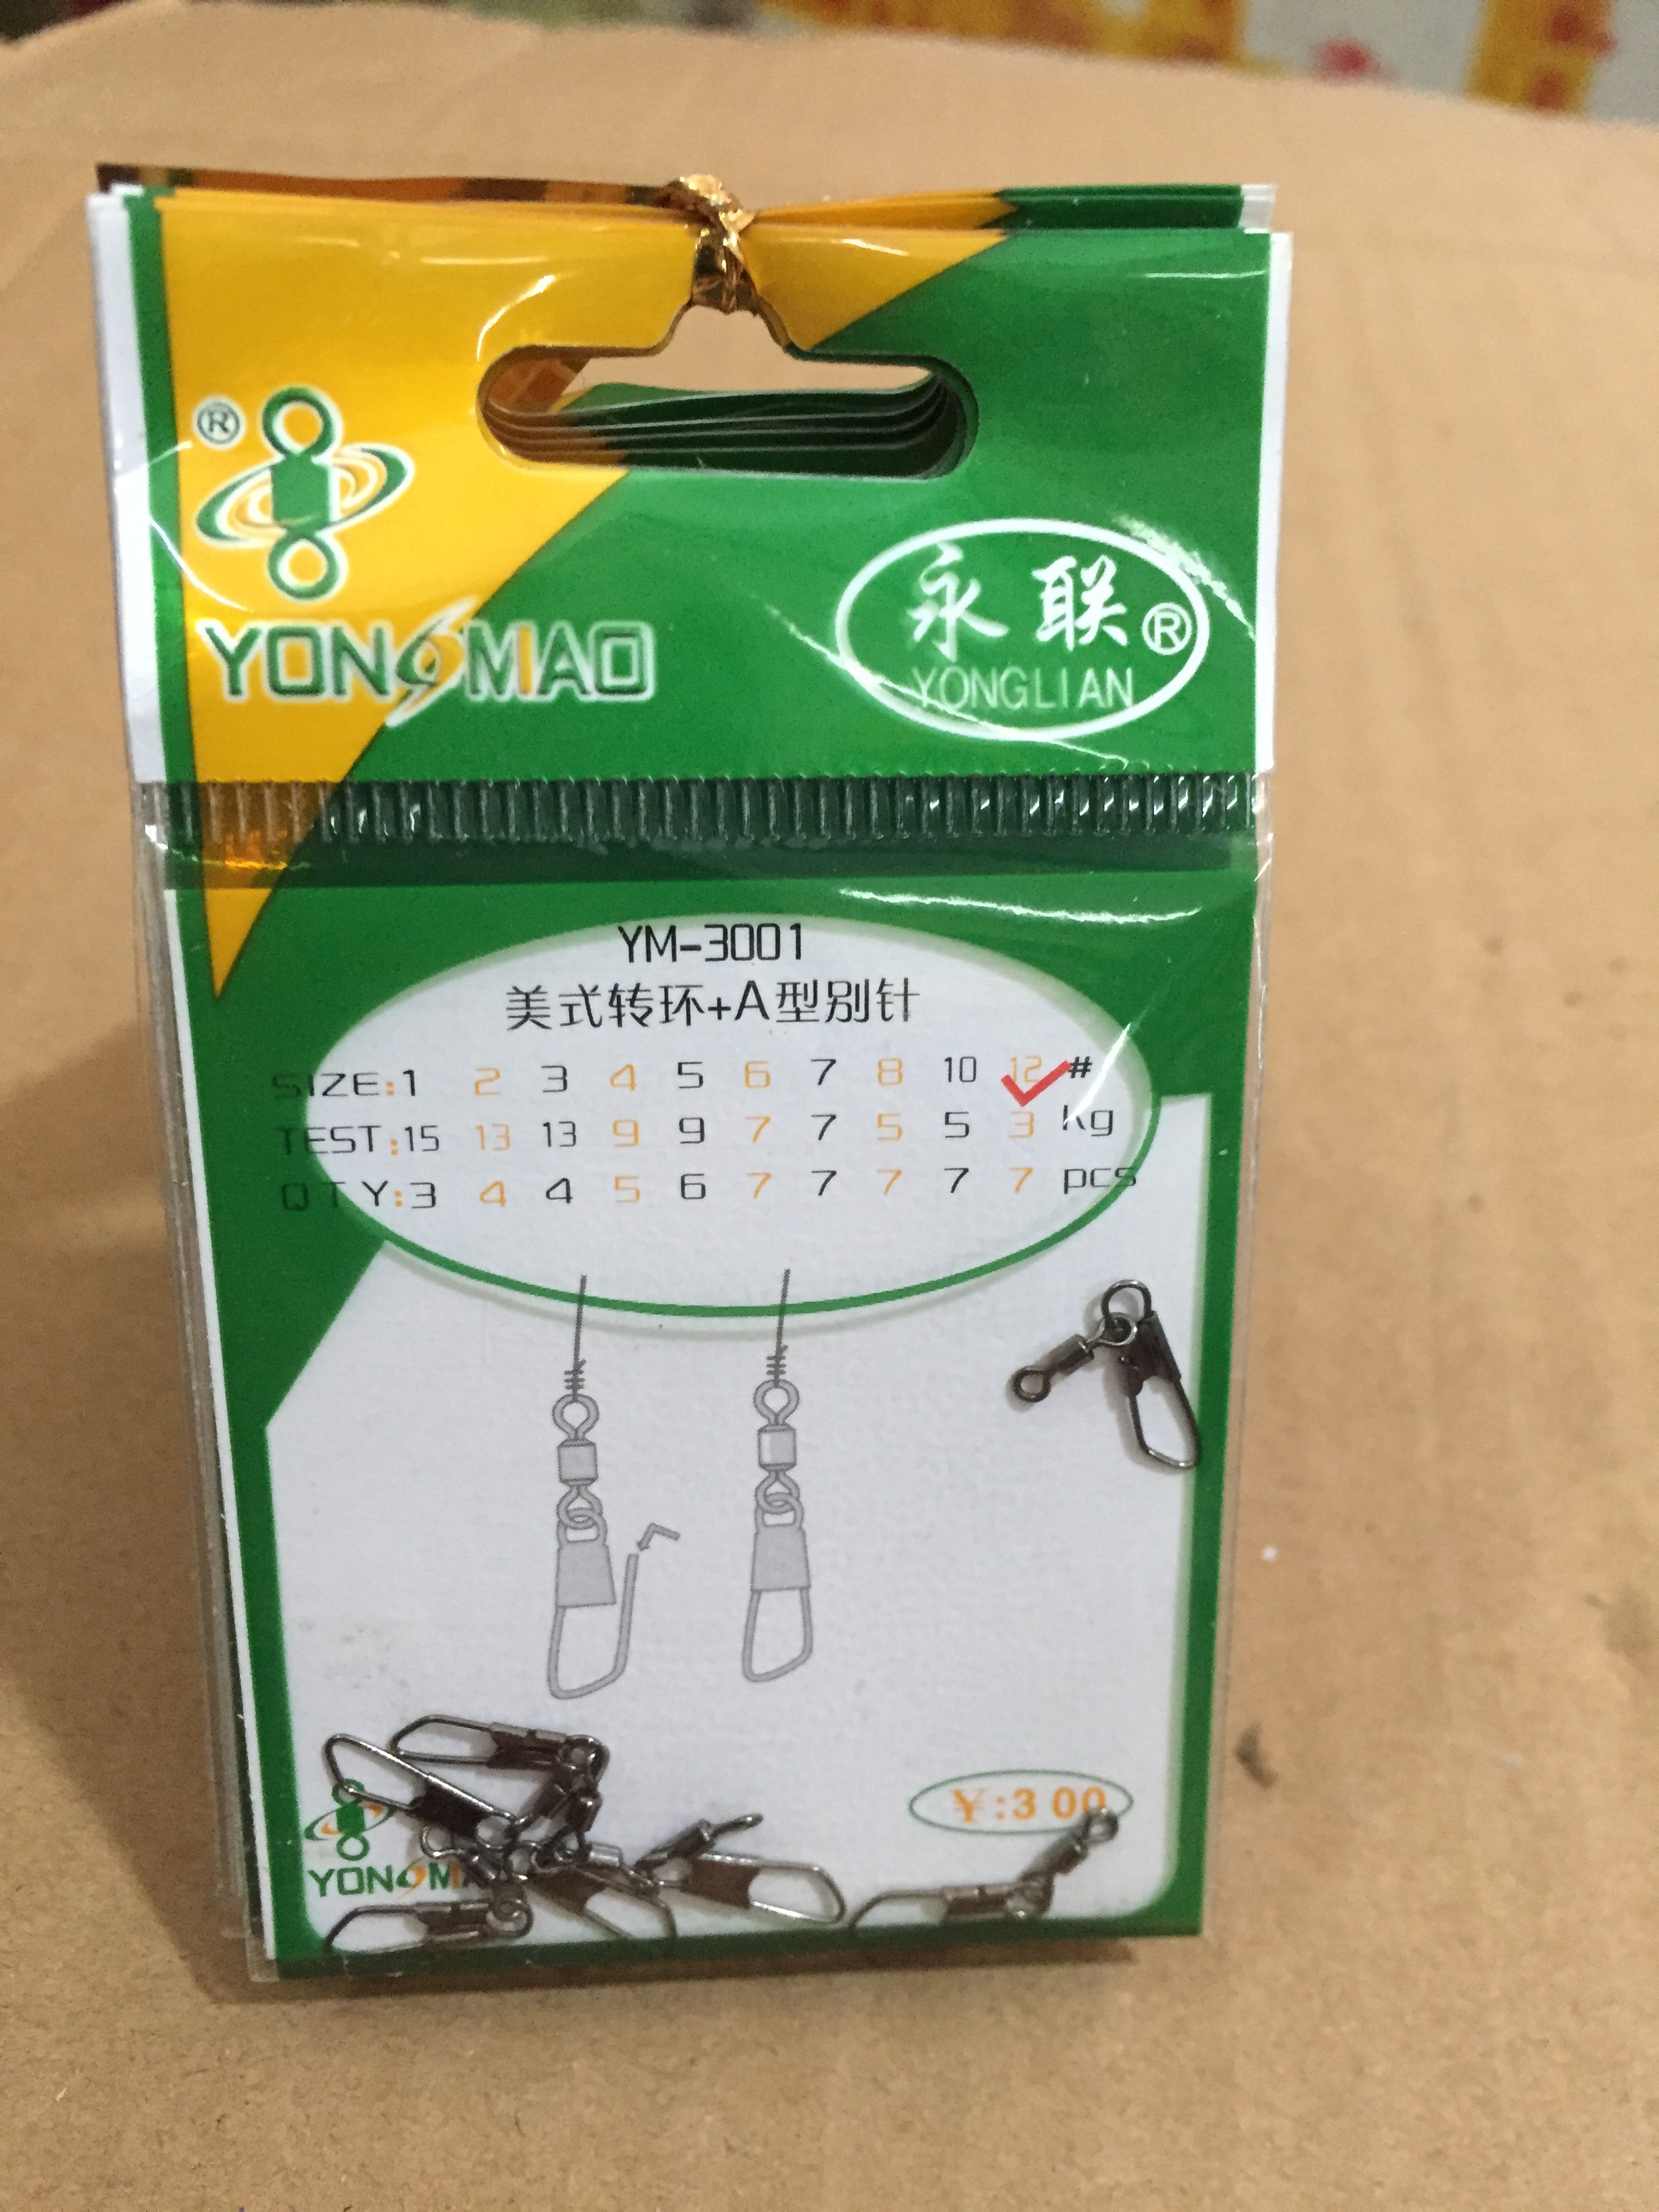 ®
YONGMAO
永联®
YONGLIAN
YM-3001
美式转环+A型别针
SIZE:1 2 3 4 5 6 7 8 10 12 #
TEST:15 13 13 9 9 7 7 5 5 3 kg
QTY:3 4 4 5 6 7 7 7 7 7 pcs
¥:3 00
YONGMA